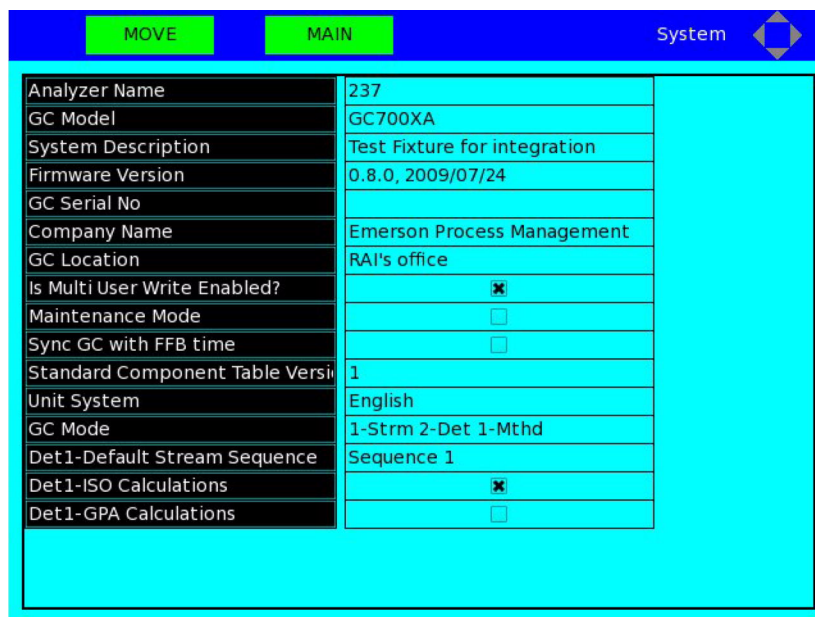 MOVE MAIN System
Analyzer Name 237
GC Model GC700XA
System Description Test Fixture for integration
Firmware Version 0.8.0, 2009/07/24
GC Serial No
Company Name Emerson Process Management
GC Location RAI's office
Is Multi User Write Enabled?
Maintenance Mode
Sync GC with FFB time
Standard Component Table Versi 1
Unit System English
GC Mode 1-Strm 2-Det 1-Mthd
Det1-Default Stream Sequence Sequence 1
Det1-ISO Calculations
Det1-GPA Calculations